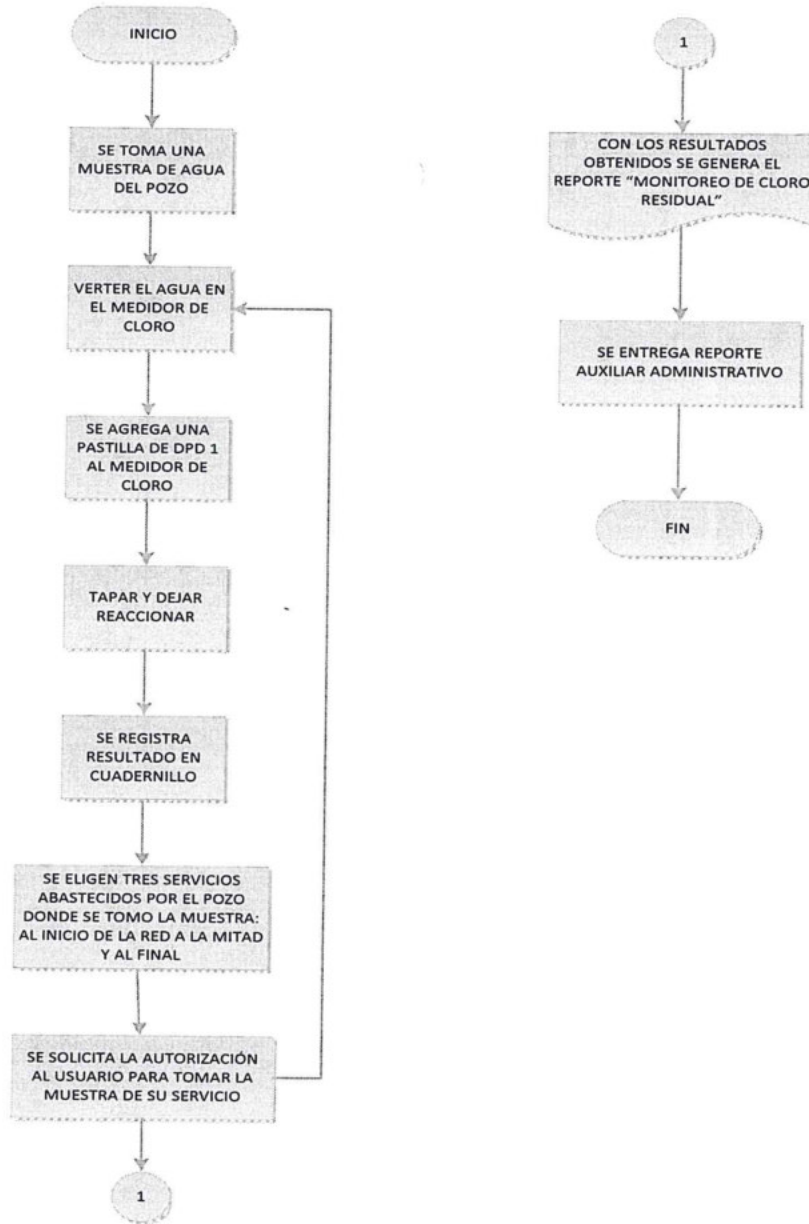 INICIO
SE TOMA UNA
MUESTRA DE AGUA
DEL POZO
VERTER EL AGUA EN
EL MEDIDOR DE
CLORO
SE AGREGA UNA
PASTILLA DE DPD 1
AL MEDIDOR DE
CLORO
TAPAR Y DEJAR
REACCIONAR
SE REGISTRA
RESULTADO EN
CUADERNILLO
SE ELIGEN TRES SERVICIOS
ABASTECIDOS POR EL POZO
DONDE SE TOMO LA MUESTRA:
AL INICIO DE LA RED A LA MITAD
Y AL FINAL
SE SOLICITA LA AUTORIZACIÓN
AL USUARIO PARA TOMAR LA
MUESTRA DE SU SERVICIO
1
1
CON LOS RESULTADOS
OBTENIDOS SE GENERA EL
REPORTE “MONITOREO DE CLORO
RESIDUAL”
SE ENTREGA REPORTE
AUXILIAR ADMINISTRATIVO
FIN